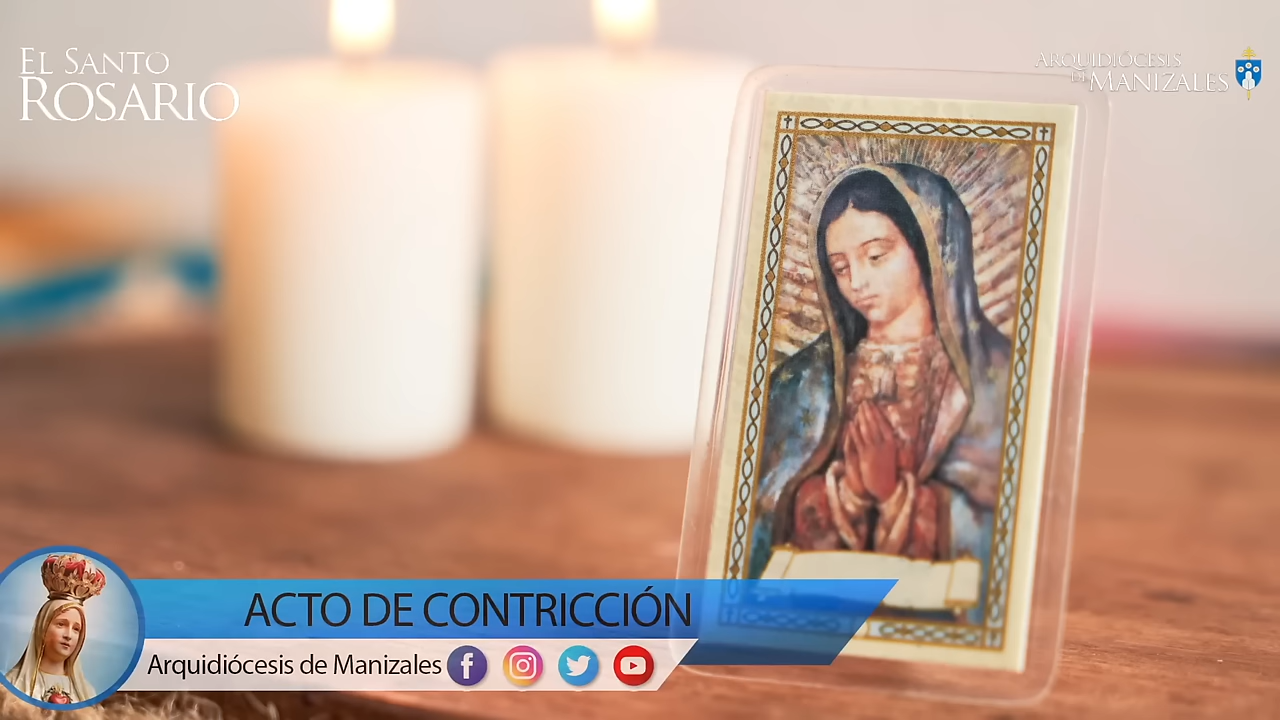 EL SANTO
ROSARIO
ARQUIDIÓCESIS
DE MANIZALES
ACTO DE CONTRICCIÓN
Arquidiócesis de Manizales